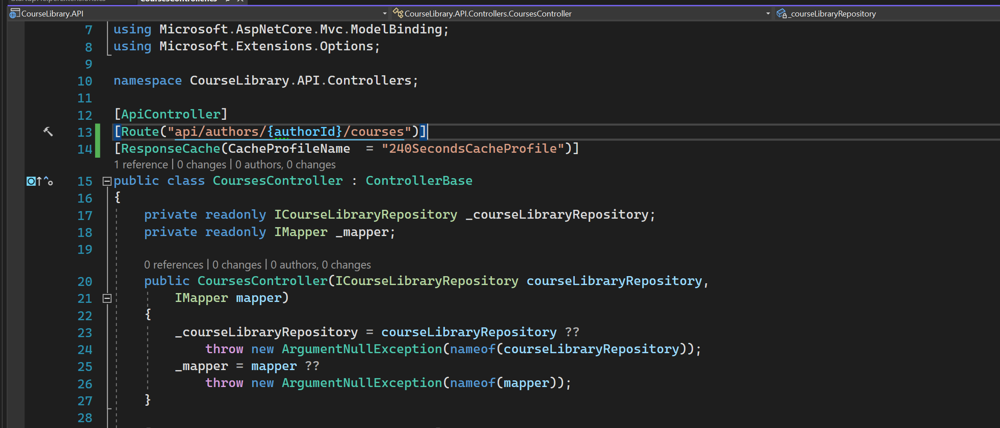 StartupHelperExtensions.cs CoursesController.cs
CourseLibrary.API CourseLibrary.API.Controllers.CoursesController _courseLibraryRepository
7 using Microsoft.AspNetCore.Mvc.ModelBinding;
8 using Microsoft.Extensions.Options;
9
10 namespace CourseLibrary.API.Controllers;
11
12 [ApiController]
13 [Route("api/authors/{authorId}/courses")]
14 [ResponseCache(CacheProfileName  = "240SecondsCacheProfile")]
1 reference | 0 changes | 0 authors, 0 changes
15 public class CoursesController : ControllerBase
16 {
17 private readonly ICourseLibraryRepository _courseLibraryRepository;
18 private readonly IMapper _mapper;
19
0 references | 0 changes | 0 authors, 0 changes
20 public CoursesController(ICourseLibraryRepository courseLibraryRepository,
21 IMapper mapper)
22 {
23 _courseLibraryRepository = courseLibraryRepository ??
24 throw new ArgumentNullException(nameof(courseLibraryRepository));
25 _mapper = mapper ??
26 throw new ArgumentNullException(nameof(mapper));
27 }
28